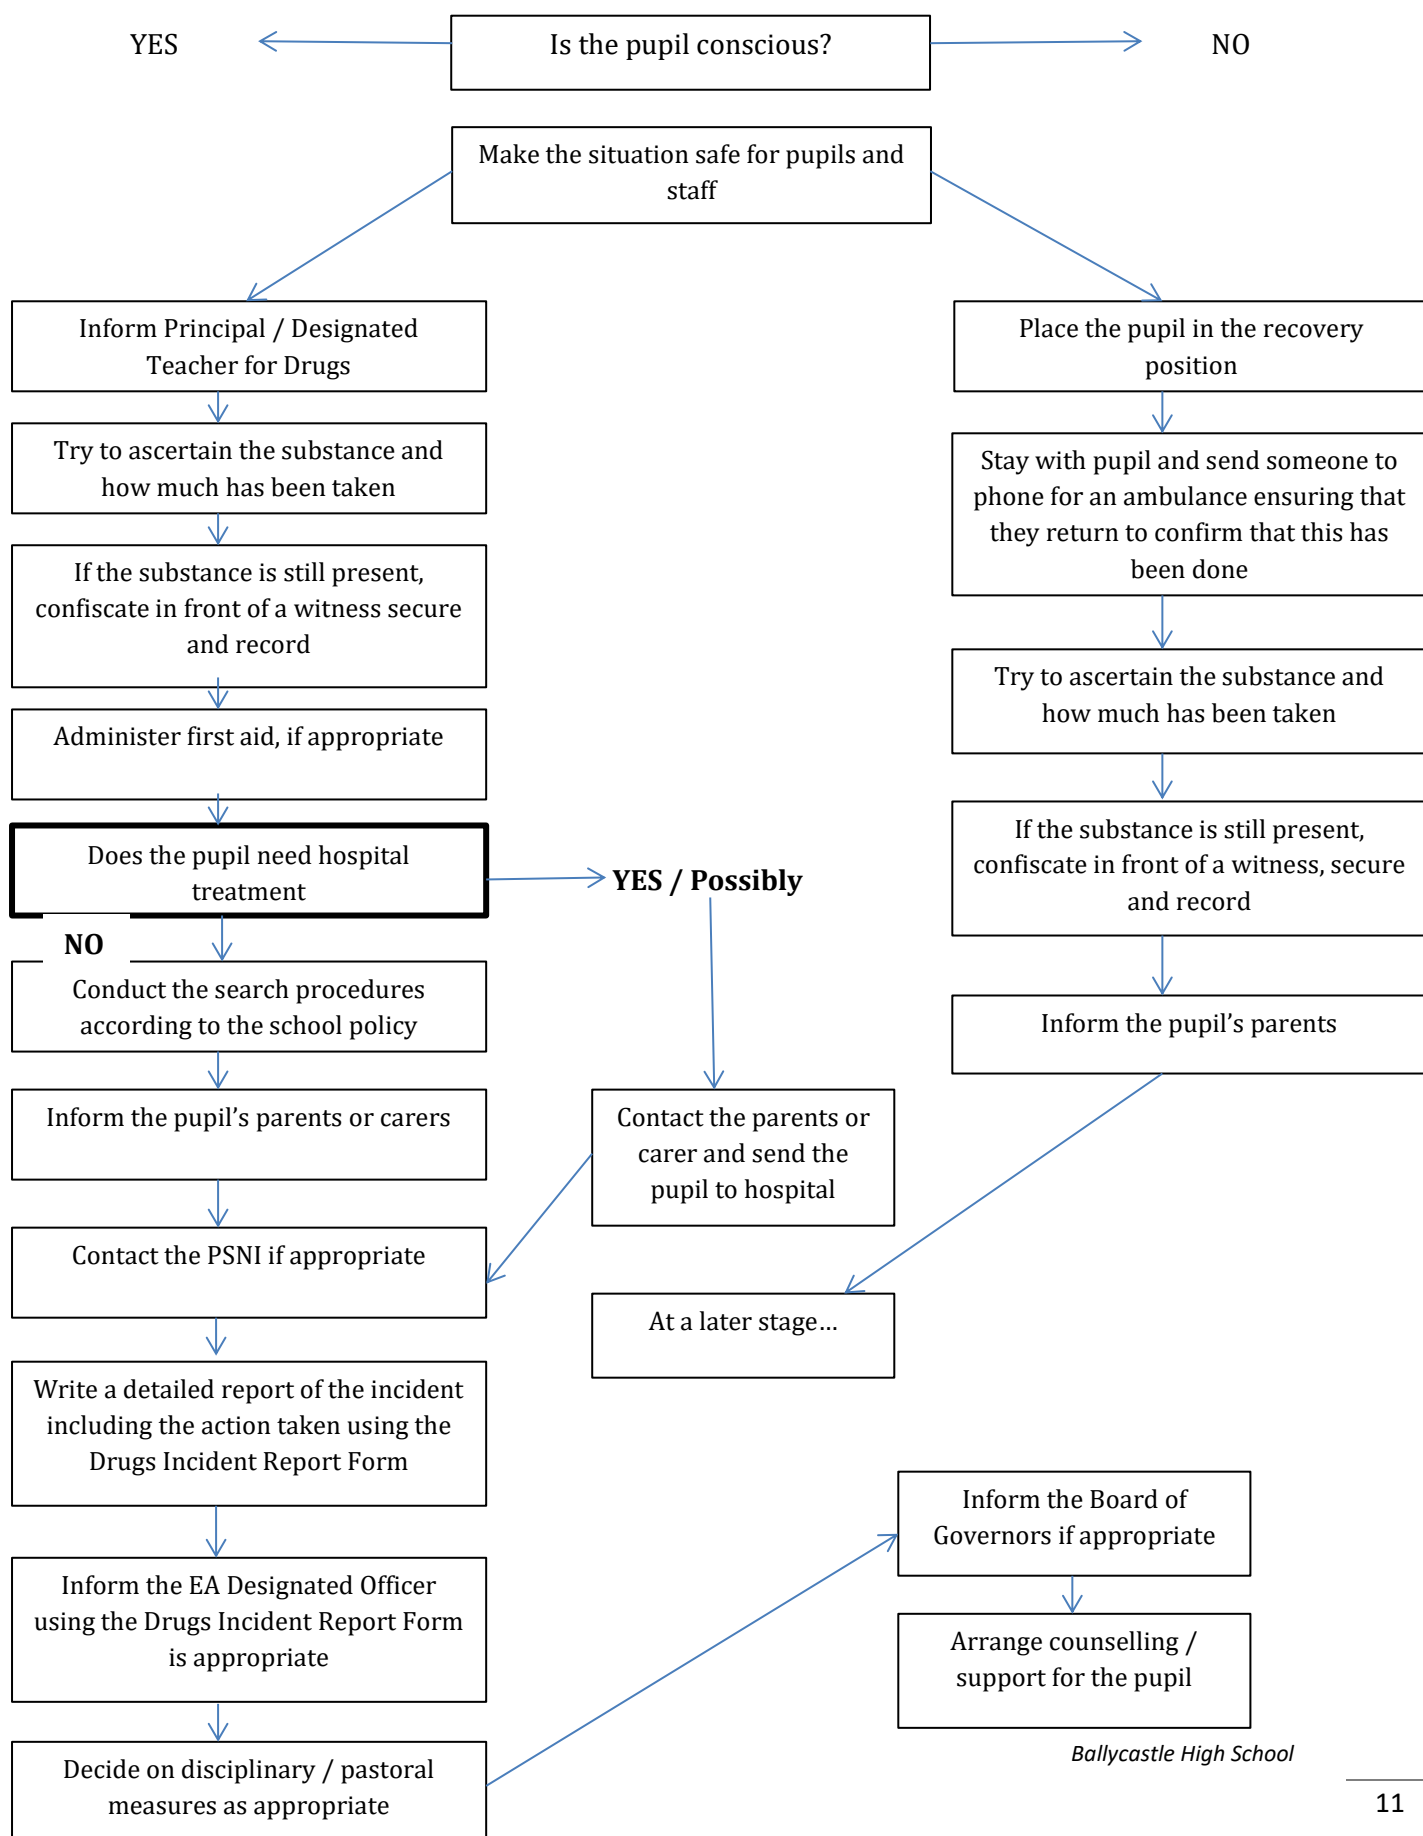 YES
Is the pupil conscious?
NO
Make the situation safe for pupils and
staff
Inform Principal / Designated
Teacher for Drugs
Try to ascertain the substance and
how much has been taken
If the substance is still present,
confiscate in front of a witness secure
and record
Administer first aid, if appropriate
Does the pupil need hospital
treatment
YES / Possibly
NO
Conduct the search procedures
according to the school policy
Inform the pupil’s parents or carers
Contact the PSNI if appropriate
Write a detailed report of the incident
including the action taken using the
Drugs Incident Report Form
Inform the EA Designated Officer
using the Drugs Incident Report Form
is appropriate
Decide on disciplinary / pastoral
measures as appropriate
Contact the parents or
carer and send the
pupil to hospital
Place the pupil in the recovery
position
Stay with pupil and send someone to
phone for an ambulance ensuring that
they return to confirm that this has
been done
Try to ascertain the substance and
how much has been taken
If the substance is still present,
confiscate in front of a witness, secure
and record
Inform the pupil’s parents
At a later stage…
Inform the Board of
Governors if appropriate
Arrange counselling /
support for the pupil
Ballycastle High School
11